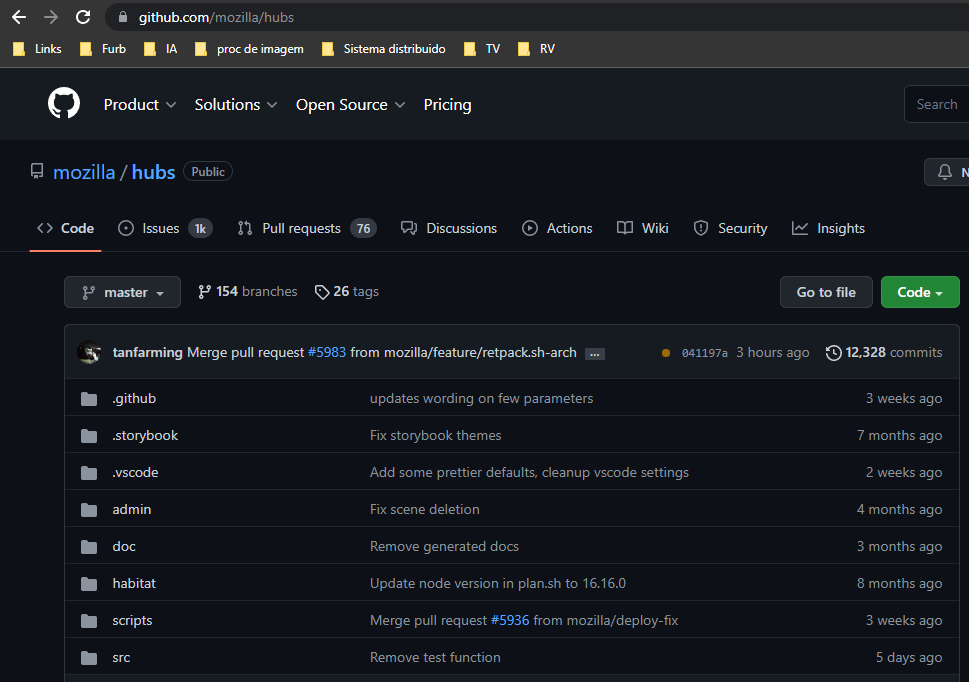 github.com/mozilla/hubs
Links Furb IA proc de imagem Sistema distribuido TV RV
Product Solutions Open Source Pricing Search
mozilla / hubs Public N
Code Issues 1k Pull requests 76 Discussions Actions Wiki Security Insights
master 154 branches 26 tags Go to file Code
tanfarming Merge pull request #5983 from mozilla/feature/retpack.sh-arch ... 041197a 3 hours ago 12,328 commits
.github updates wording on few parameters 3 weeks ago
.storybook Fix storybook themes 7 months ago
.vscode Add some prettier defaults, cleanup vscode settings 2 weeks ago
admin Fix scene deletion 4 months ago
doc Remove generated docs 3 months ago
habitat Update node version in plan.sh to 16.16.0 8 months ago
scripts Merge pull request #5936 from mozilla/deploy-fix 3 weeks ago
src Remove test function 5 days ago